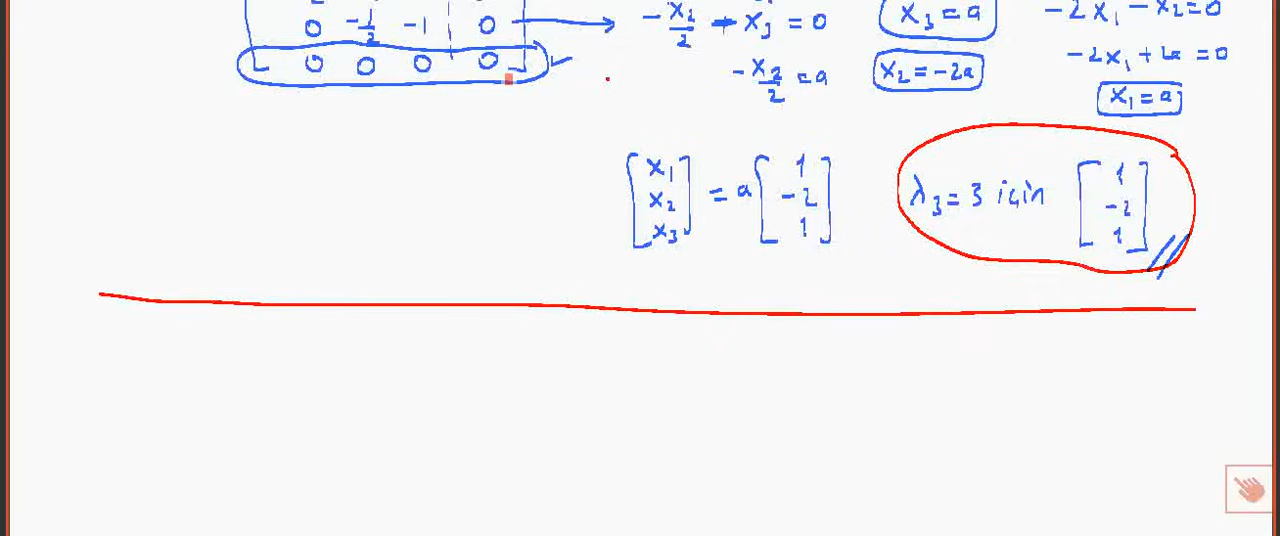 0 -1/2 -1 | 0 → -x₂/2 - x₃ = 0 x₃ = a -2x₁ - x₂ = 0
0 0 0 0 -x₂/2 = a x₂ = -2a -2x₁ + 2a = 0
x₁ = a
[x₁ x₂ x₃] = a [1 -2 1] λ₃ = 3 için [1 -2 1]